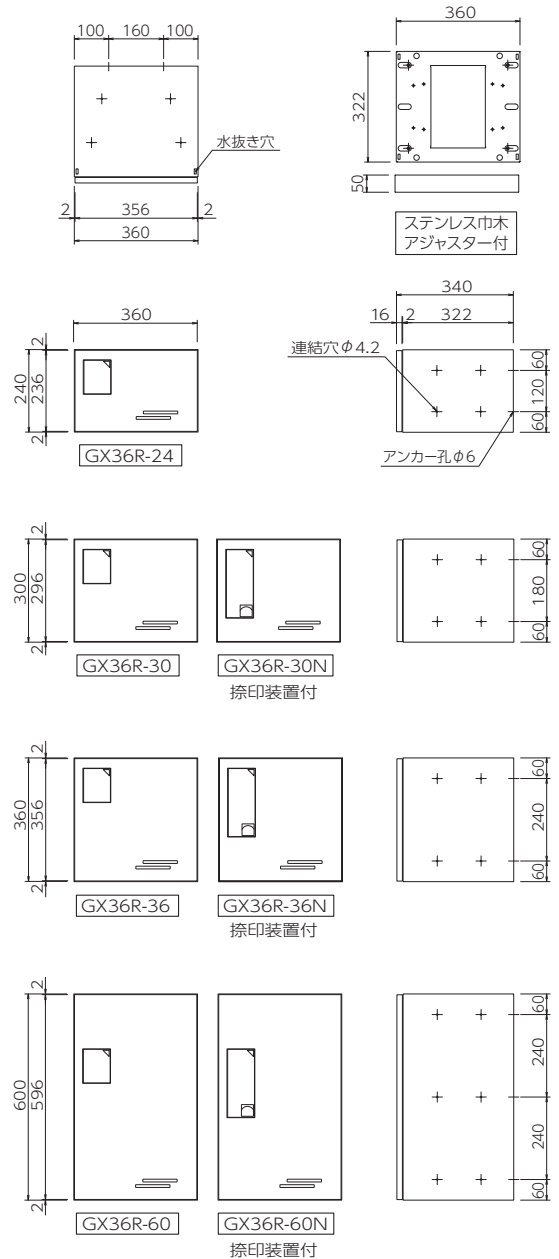 100 160 100
水抜き穴
2 356 2
360
360
322
50
ステンレス巾木
アジャスター付
360
2
240 236
2
GX36R-24
340
16 2 322
連結穴φ4.2
60
120
60
アンカー孔φ6
2
300 296
2
GX36R-30
GX36R-30N
捺印装置付
60
180
60
2
360 356
2
GX36R-36
GX36R-36N
捺印装置付
60
240
60
2
600 596
2
GX36R-60
GX36R-60N
捺印装置付
60
240
240
60